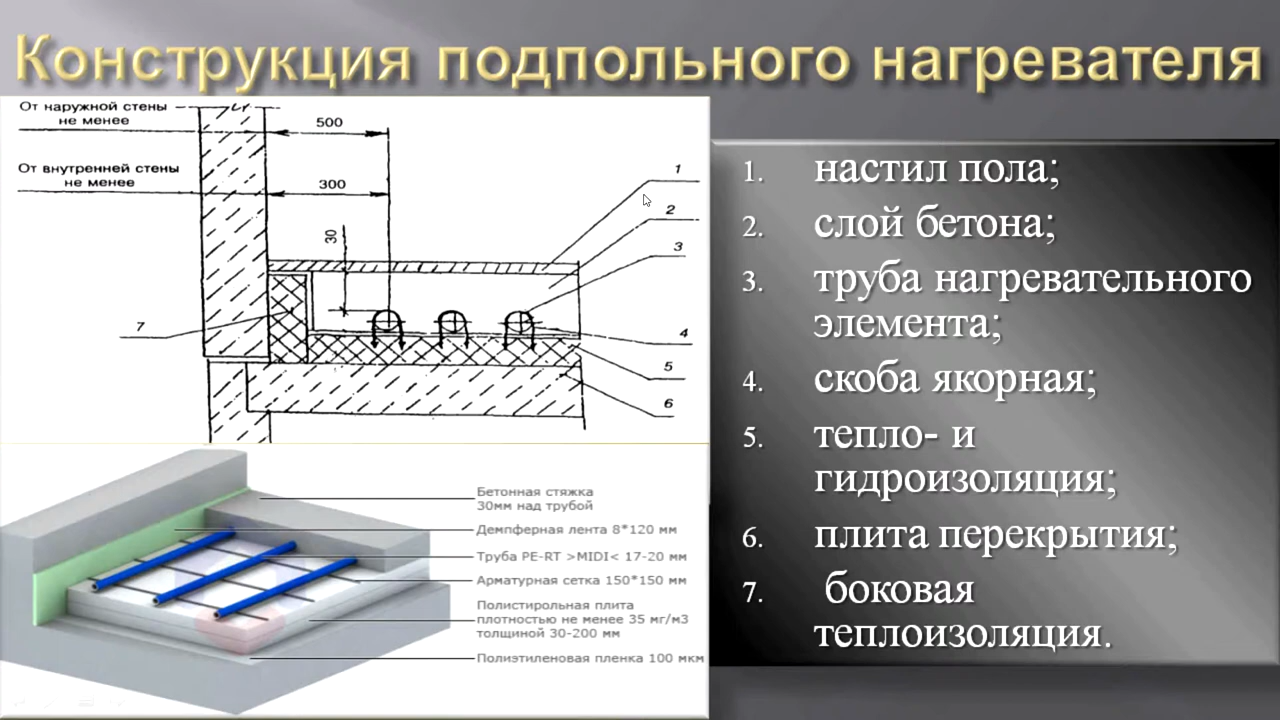 Конструкция подпольного нагревателя
От наружной стены
не менее
500
От внутренней стены
не менее
300
30
1
2
3
7
4
5
6
Бетонная стяжка
30мм над трубой
Демпферная лента 8*120 мм
Труба PE-RT >MIDI< 17-20 мм
Арматурная сетка 150*150 мм
Полистирольная плита
плотностью не менее 35 мг/м3
толщиной 30-200 мм
Полиэтиленовая пленка 100 мкм
1. настил пола;
2. слой бетона;
3. труба нагревательного
элемента;
4. скоба якорная;
5. тепло- и
гидроизоляция;
6. плита перекрытия;
7. боковая
теплоизоляция.